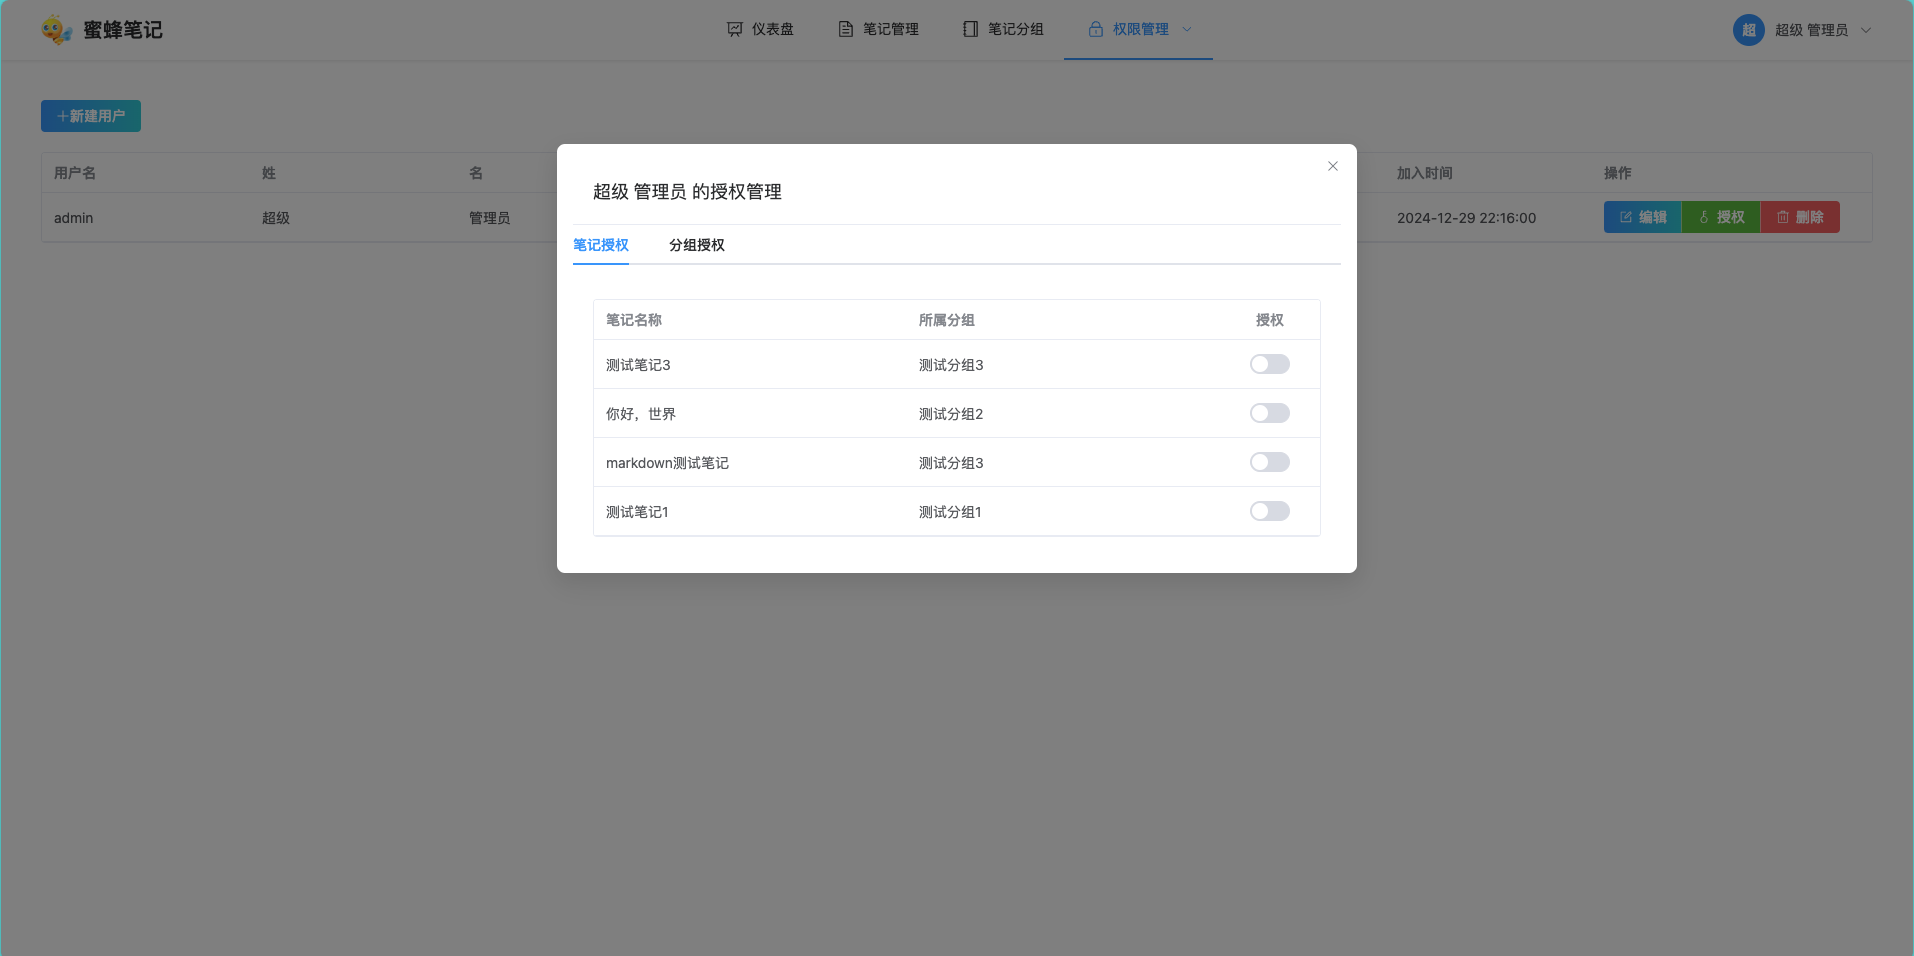 蜜蜂笔记 仪表盘 笔记管理 笔记分组 权限管理 超 超级 管理员
新建用户
用户名 姓 名 加入时间 操作
admin 超级 管理员 2024-12-29 22:16:00 编辑 授权 删除
超级 管理员 的授权管理
笔记授权 分组授权
笔记名称 所属分组 授权
测试笔记3 测试分组3
你好，世界 测试分组2
markdown测试笔记 测试分组3
测试笔记1 测试分组1